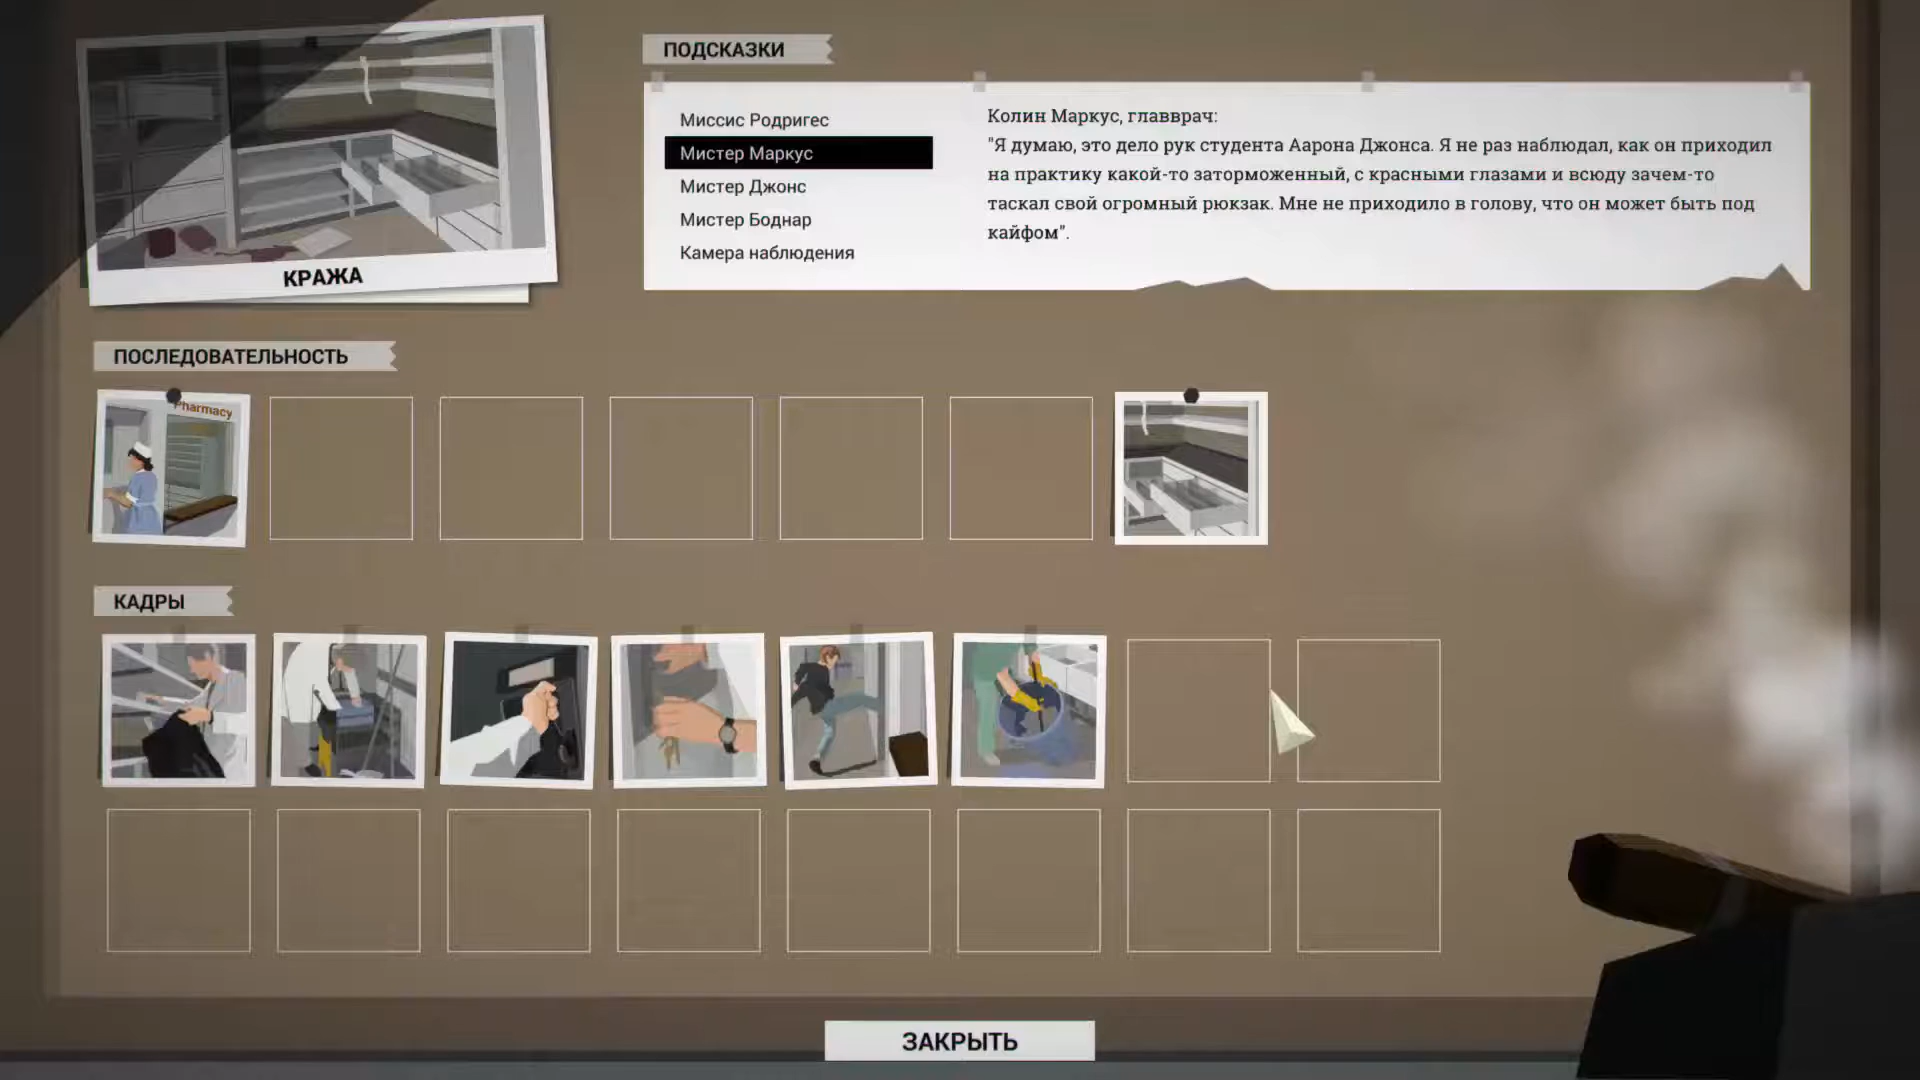 ПОДСКАЗКИ
Миссис Родригес
Мистер Маркус
Мистер Джонс
Мистер Боднар
Камера наблюдения
Колин Маркус, главврач:
"Я думаю, это дело рук студента Аарона Джонса. Я не раз наблюдал, как он приходил
на практику какой-то заторможенный, с красными глазами и всюду зачем-то
таскал свой огромный рюкзак. Мне не приходило в голову, что он может быть под
кайфом".
КРАЖА
ПОСЛЕДОВАТЕЛЬНОСТЬ
Pharmacy
КАДРЫ
ЗАКРЫТЬ